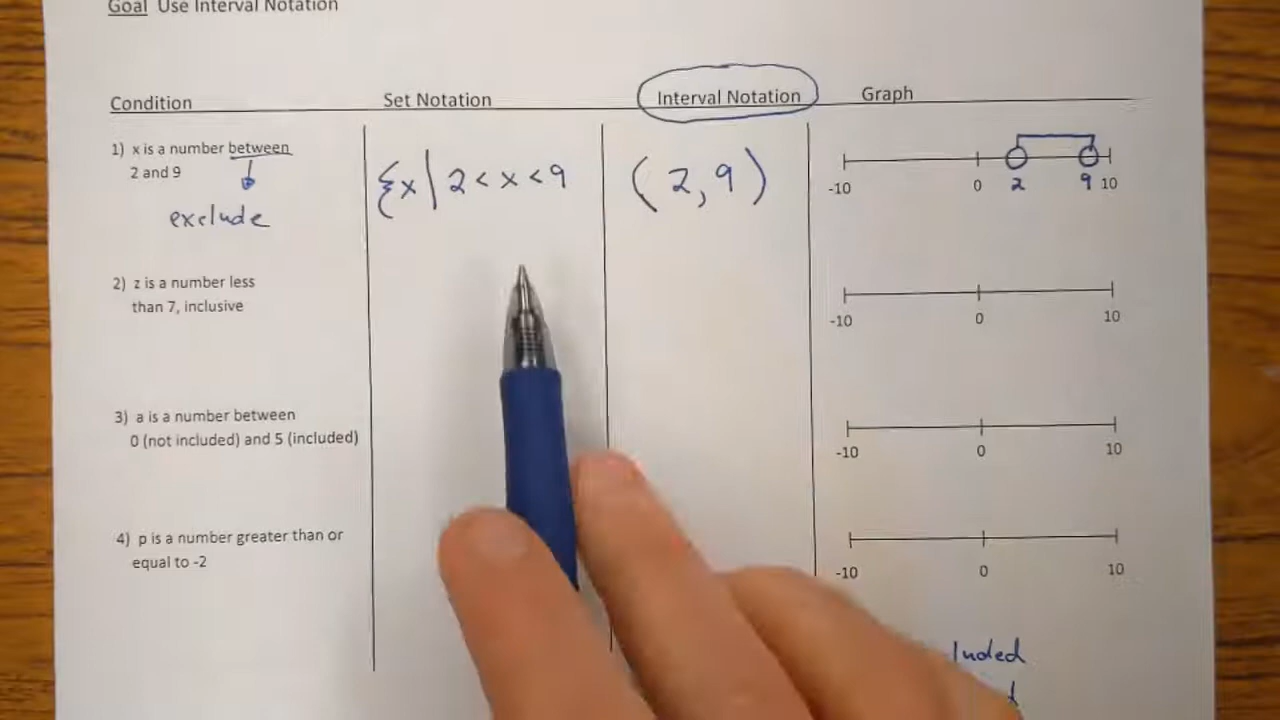 Goal Use Interval Notation
Condition Set Notation Interval Notation Graph
1) x is a number between
2 and 9
exclude
{x| 2 < x < 9
(2, 9)
-10 0 2 9 10
2) z is a number less
than 7, inclusive
-10 0 10
3) a is a number between
0 (not included) and 5 (included)
-10 0 10
4) p is a number greater than or
equal to -2
-10 0 10